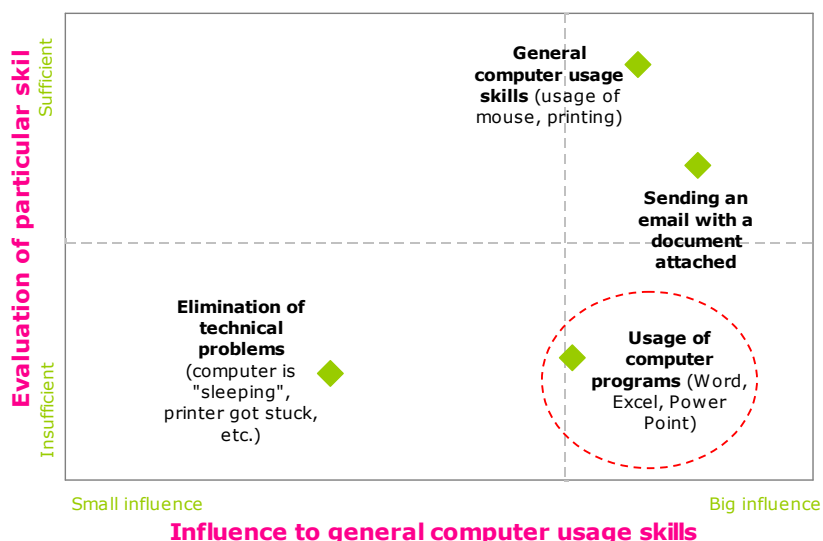 Evaluation of particular skil
Sufficient
Insufficient
General
computer usage
skills (usage of
mouse, printing)
Sending an
email with a
document
attached
Elimination of
technical
problems
(computer is
"sleeping",
printer got stuck,
etc.)
Usage of
computer
programs (Word,
Excel, Power
Point)
Small influence
Big influence
Influence to general computer usage skills